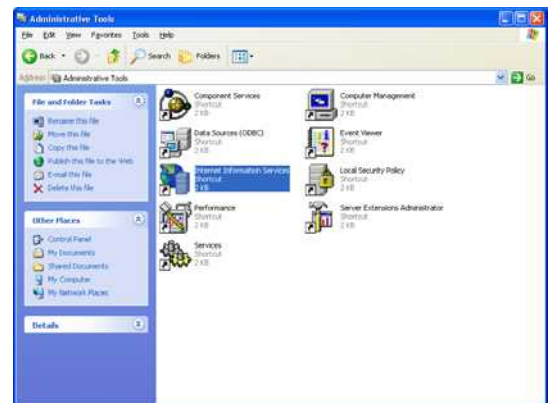 Administrative Tools
File Edit View Favorites Tools Help
Back Search Folders
Address Administrative Tools Go
File and Folder Tasks
Rename this file
Move this file
Copy this file
Publish this file to the Web
E-mail this file
Delete this file
Other Places
Control Panel
My Documents
Shared Documents
My Computer
My Network Places
Details
Component Services
Shortcut
2 KB
Computer Management
Shortcut
2 KB
Data Sources (ODBC)
Shortcut
2 KB
Event Viewer
Shortcut
2 KB
Internet Information Services
Shortcut
2 KB
Local Security Policy
Shortcut
2 KB
Performance
Shortcut
2 KB
Server Extensions Administrator
Shortcut
2 KB
Services
Shortcut
2 KB